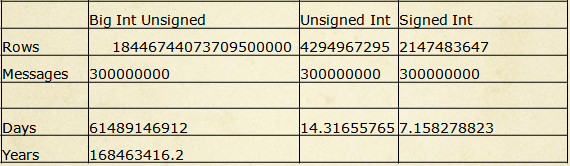 Big Int Unsigned Unsigned Int Signed Int
Rows 18446744073709500000 4294967295 2147483647
Messages 300000000 300000000 300000000
Days 61489146912 14.31655765 7.158278823
Years 168463416.2